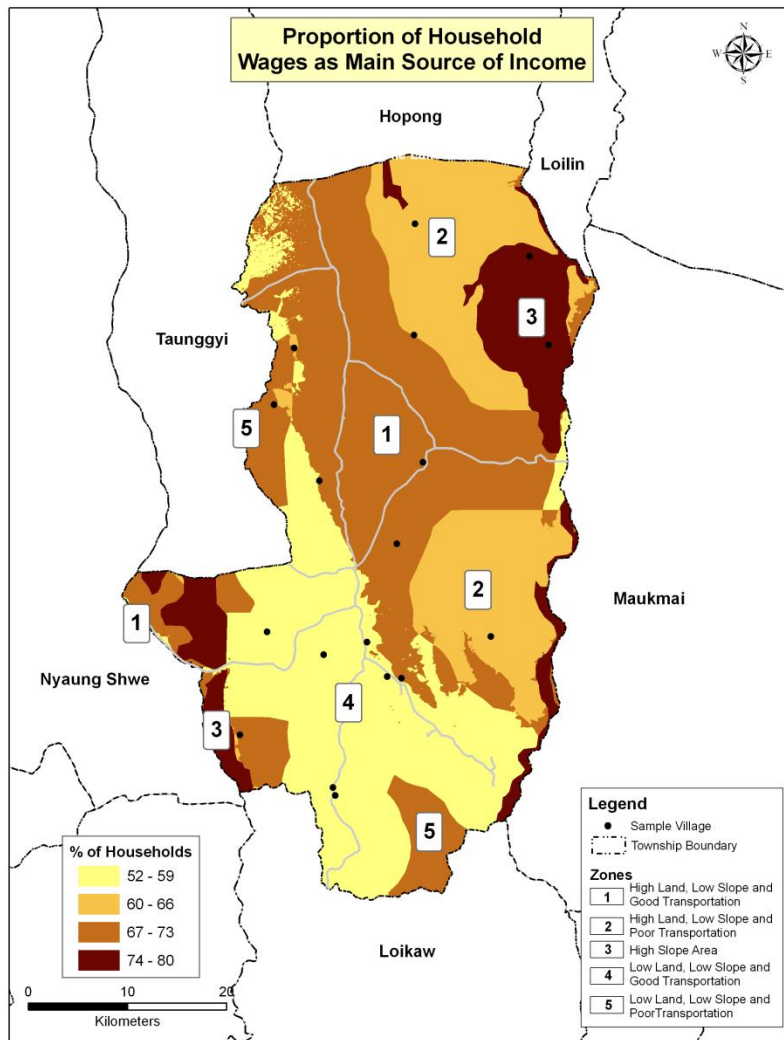 Proportion of Household
Wages as Main Source of Income
N
W
E
S
Hopong
Loilin
2
3
Taunggyi
5
1
2
Maukmai
1
Nyaung Shwe
4
3
5
Loikaw
% of Households
52 - 59
60 - 66
67 - 73
74 - 80
0 10 20
Kilometers
Legend
Sample Village
Township Boundary
Zones
1 High Land, Low Slope and
Good Transportation
2 High Land, Low Slope and
Poor Transportation
3 High Slope Area
4 Low Land, Low Slope and
Good Transportation
5 Low Land, Low Slope and
PoorTransportation